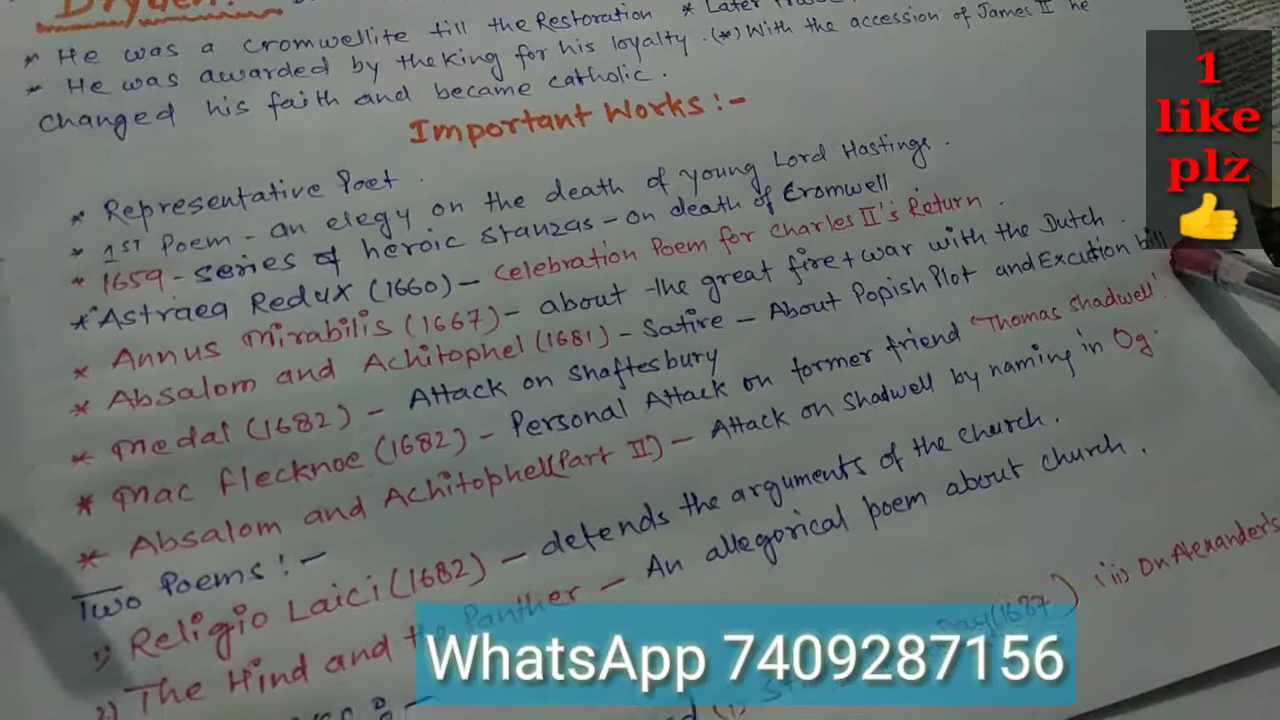 Dryden:-
* He was a cromwellite till the Restoration * Later
* He was awarded by the king for his loyalty. (*) With the accession of James II he
changed his faith and became catholic.
Important Works:-
* Representative Poet.
* 1ST Poem - an elegy on the death of young Lord Hastings.
* 1659 - series of heroic stanzas - on death of Cromwell
* Astraea Redux (1660) - celebration Poem for Charles II's Return.
* Annus Mirabilis (1667) - about the great fire + war with the Dutch.
* Absalom and Achitophel (1681) - Satire - About Popish Plot and Excution bill
* Medal (1682) - Attack on Shaftesbury
* Mac Flecknoe (1682) - Personal Attack on former friend 'Thomas Shadwell'.
* Absalom and Achitophel (Part II) - Attack on Shadwell by naming in Og.
Two Poems:-
1) Religio Laici (1682) - defends the arguments of the church.
2) The Hind and the Panther - An allegorical poem about church.
Day (1687) (ii) On Alexander's
(i) St.
1
like
plz
👍
WhatsApp 7409287156